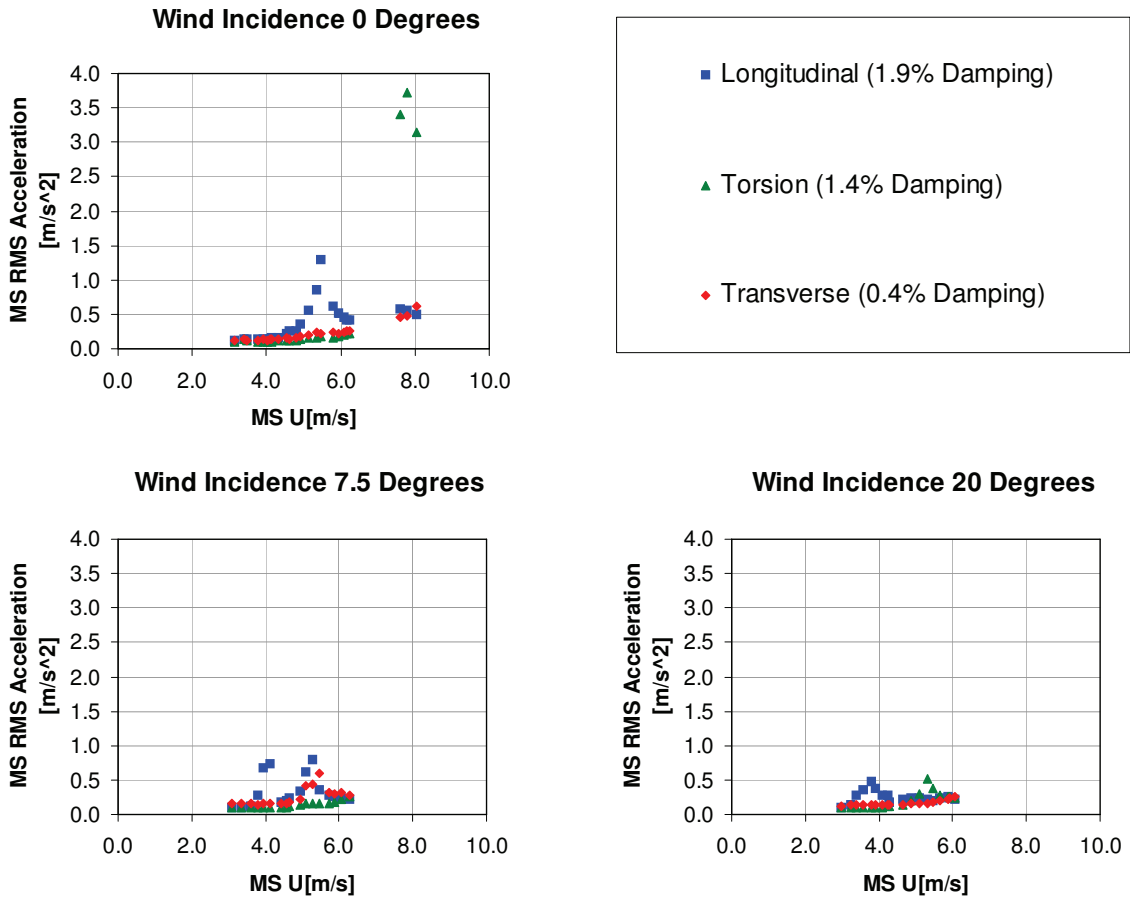 Wind Incidence 0 Degrees
MS RMS Acceleration
[m/s^2]
4.0
3.5
3.0
2.5
2.0
1.5
1.0
0.5
0.0
0.0 2.0 4.0 6.0 8.0 10.0
MS U[m/s]
Longitudinal (1.9% Damping)
Torsion (1.4% Damping)
Transverse (0.4% Damping)
Wind Incidence 7.5 Degrees
MS RMS Acceleration
[m/s^2]
4.0
3.5
3.0
2.5
2.0
1.5
1.0
0.5
0.0
0.0 2.0 4.0 6.0 8.0 10.0
MS U[m/s]
Wind Incidence 20 Degrees
MS RMS Acceleration
[m/s^2]
4.0
3.5
3.0
2.5
2.0
1.5
1.0
0.5
0.0
0.0 2.0 4.0 6.0 8.0 10.0
MS U[m/s]